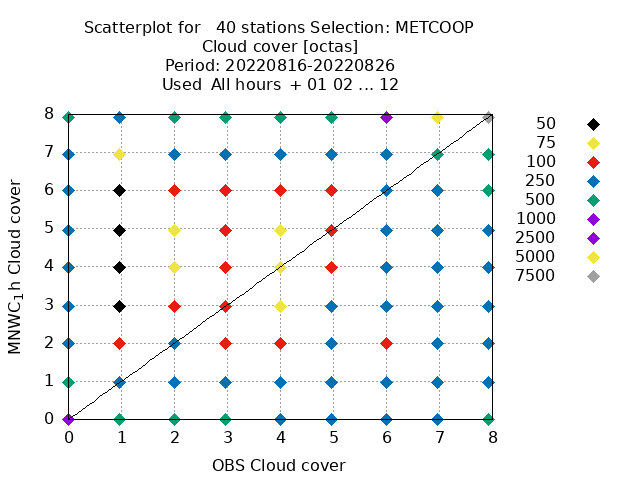 Scatterplot for   40 stations Selection: METCOOP
Cloud cover [octas]
Period: 20220816-20220826
Used  All hours  + 01 02 ... 12
8
7
6
5
4
3
2
1
0
MNWC_1h Cloud cover
0 1 2 3 4 5 6 7 8
OBS Cloud cover
50
75
100
250
500
1000
2500
5000
7500